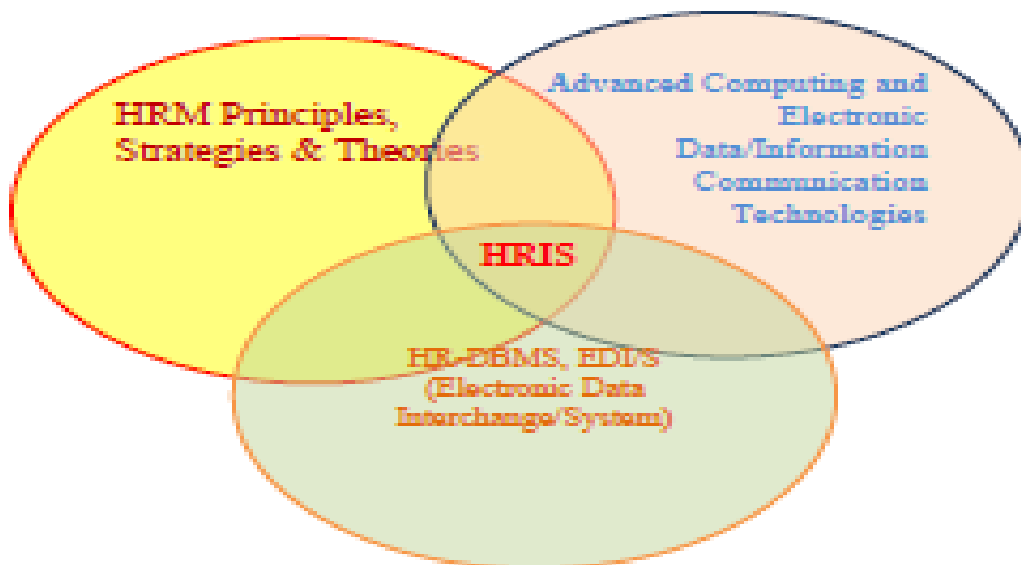 HRM Principles,
Strategies & Theories
Advanced Computing and
Electronic
Data/Information
Communication
Technologies
HRIS
HR-DBMS, EDI/S
(Electronic Data
Interchange/System)